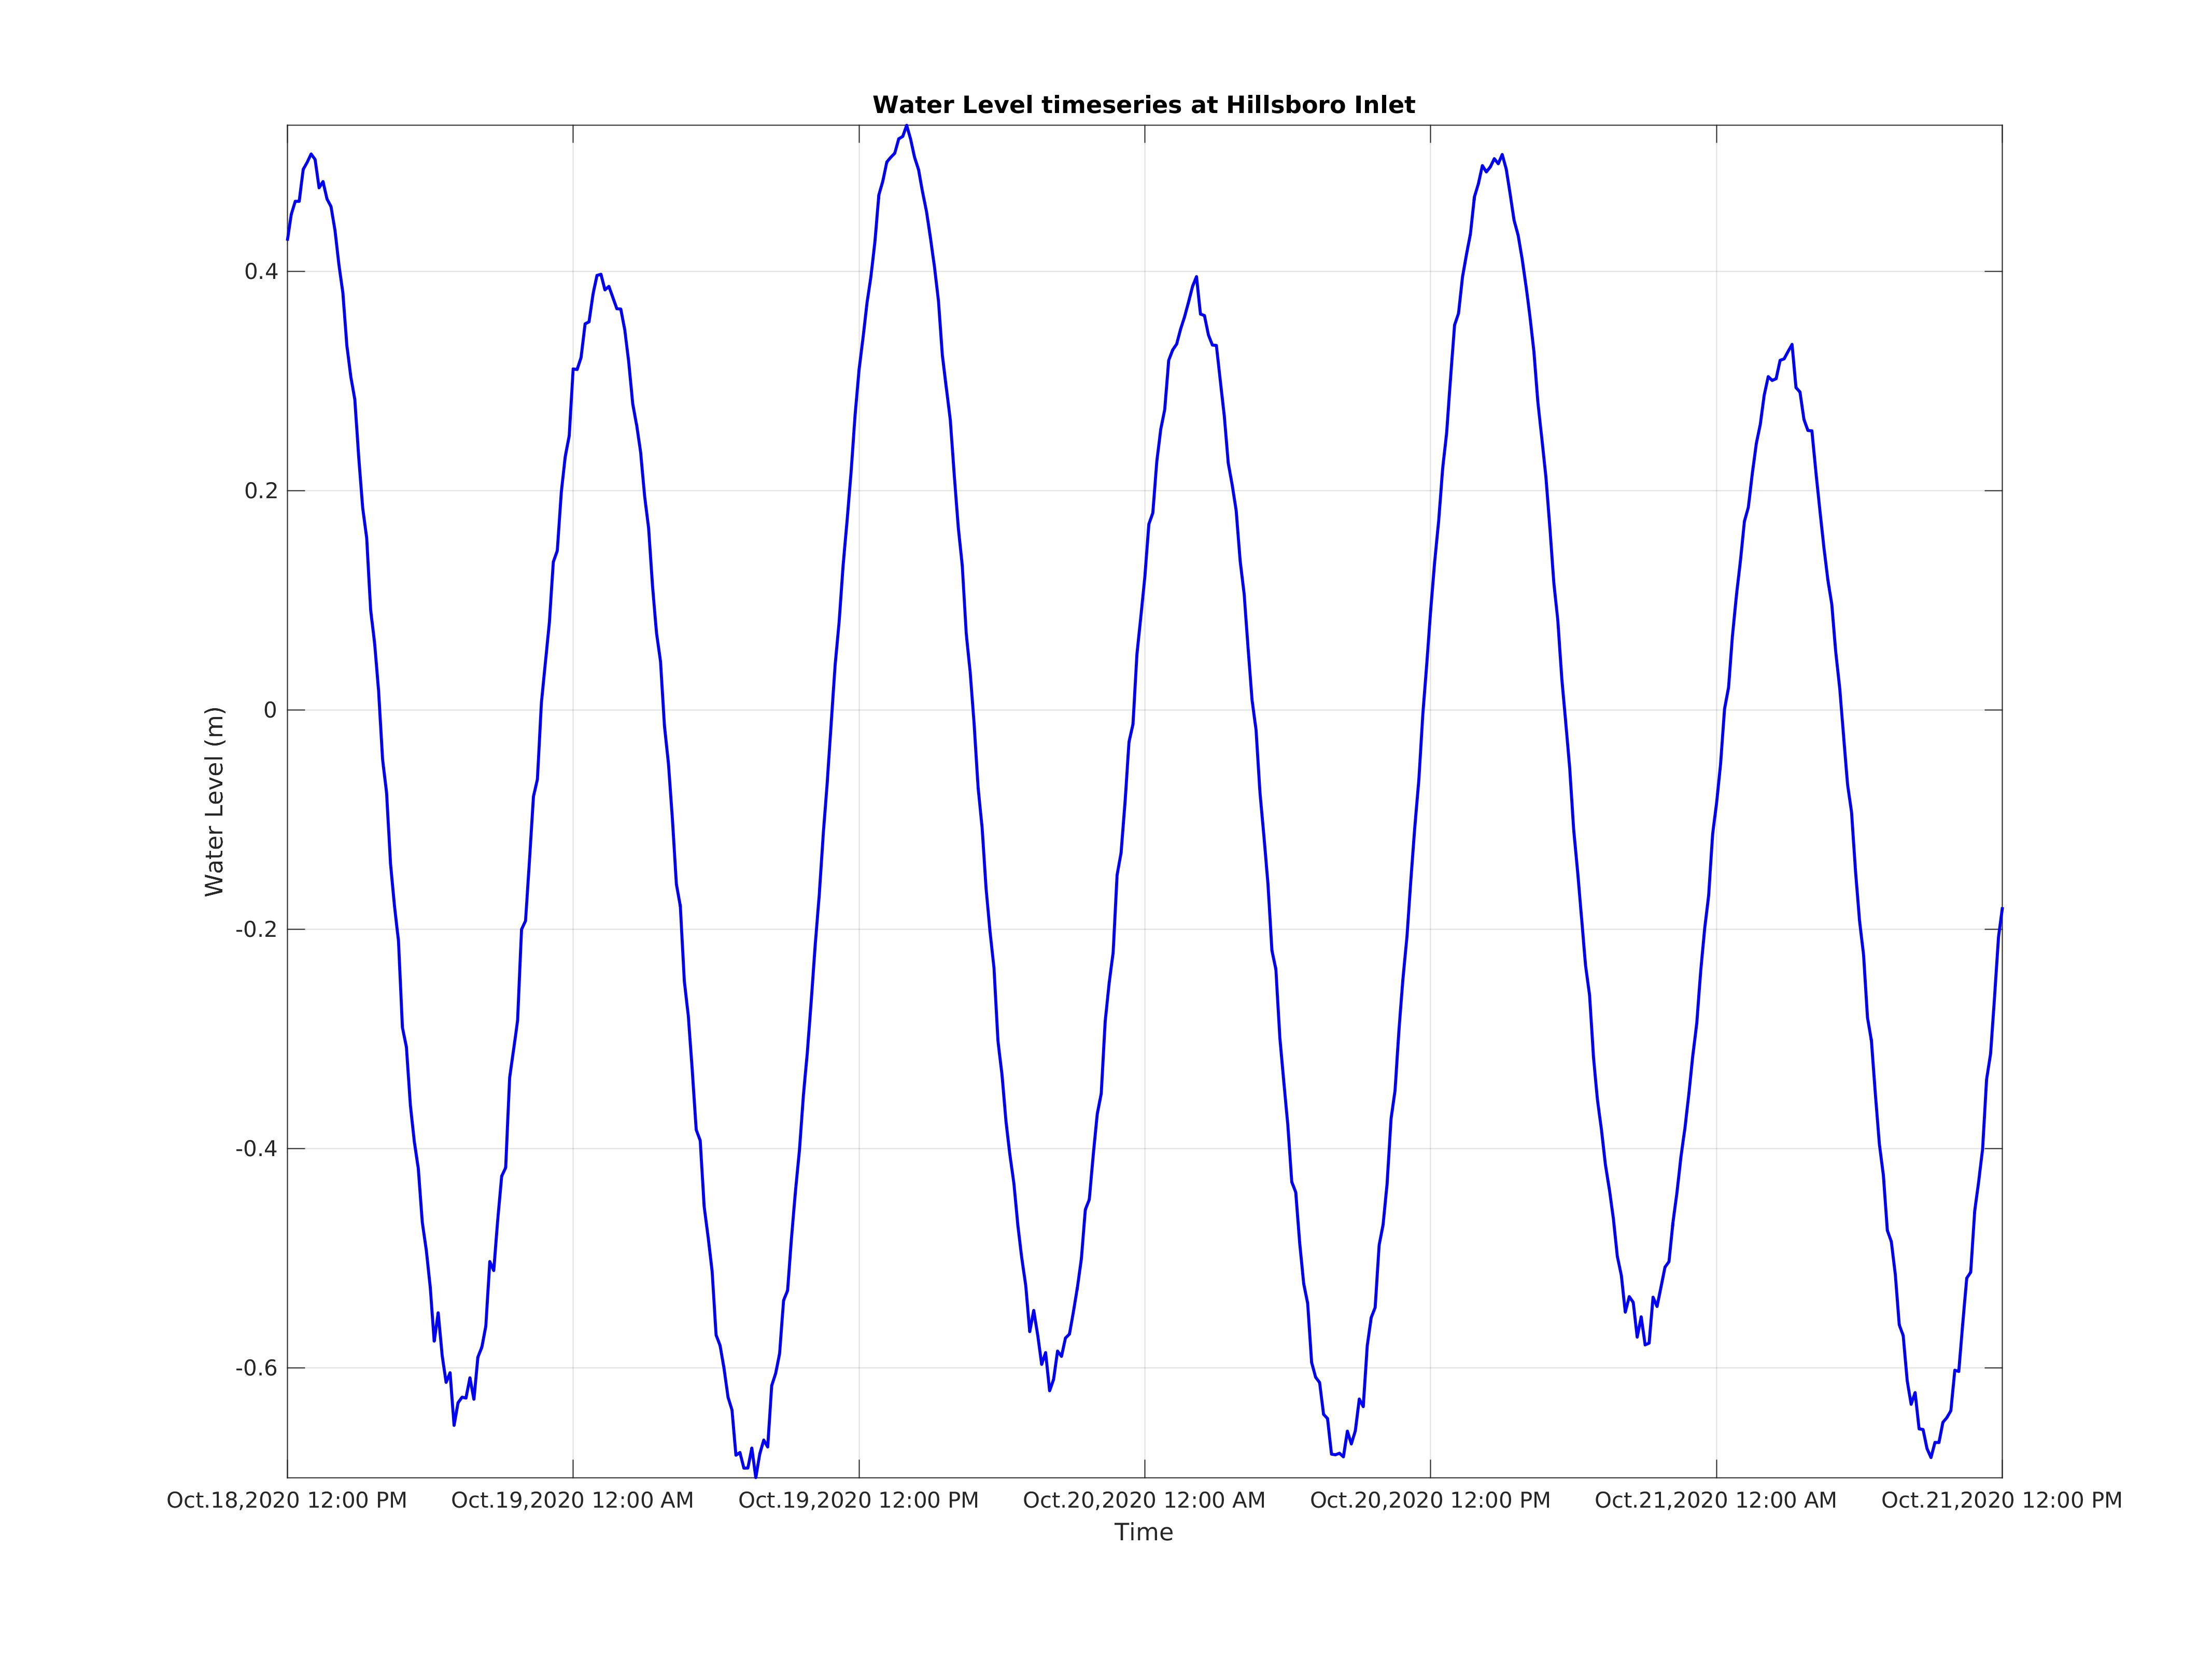 Water Level timeseries at Hillsboro Inlet
0.4
0.2
0
-0.2
-0.4
-0.6
Water Level (m)
Oct.18,2020 12:00 PM Oct.19,2020 12:00 AM Oct.19,2020 12:00 PM Oct.20,2020 12:00 AM Oct.20,2020 12:00 PM Oct.21,2020 12:00 AM Oct.21,2020 12:00 PM
Time